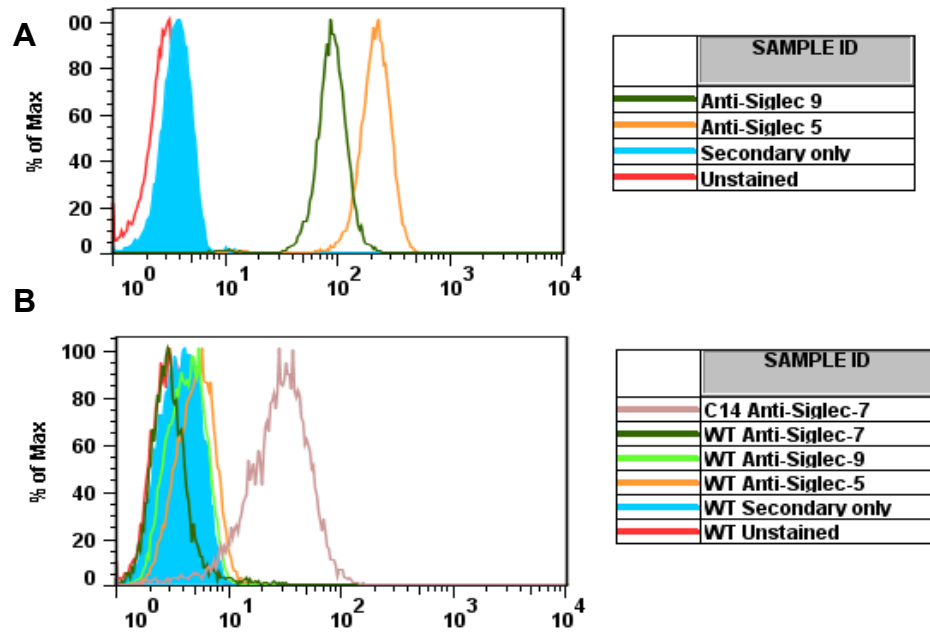 A
% of Max
00
80
60
40
20
0
10^0 10^1 10^2 10^3 10^4
SAMPLE ID
Anti-Siglec 9
Anti-Siglec 5
Secondary only
Unstained
B
% of Max
100
80
60
40
20
0
10^0 10^1 10^2 10^3 10^4
SAMPLE ID
C14 Anti-Siglec-7
WT Anti-Siglec-7
WT Anti-Siglec-9
WT Anti-Siglec-5
WT Secondary only
WT Unstained